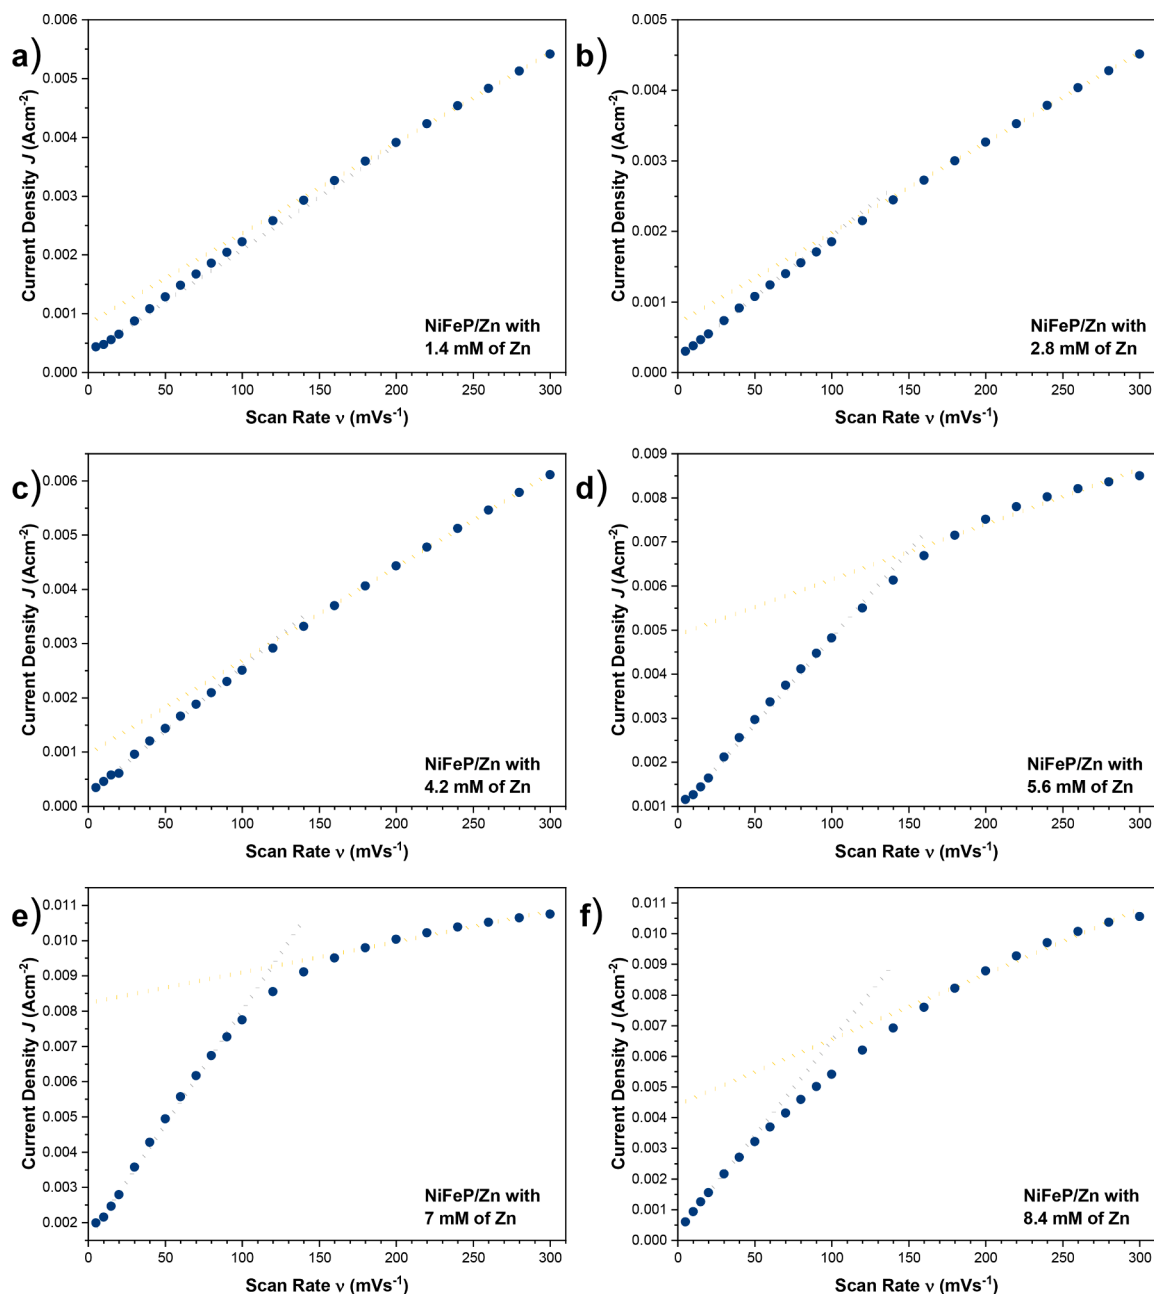 a)
0.006
0.005
0.004
0.003
0.002
0.001
0.000
Current Density J (Acm⁻²)
0 50 100 150 200 250 300
Scan Rate ν (mVs⁻¹)
NiFeP/Zn with
1.4 mM of Zn
b)
0.005
0.004
0.003
0.002
0.001
0.000
Current Density J (Acm⁻²)
0 50 100 150 200 250 300
Scan Rate ν (mVs⁻¹)
NiFeP/Zn with
2.8 mM of Zn
c)
0.006
0.005
0.004
0.003
0.002
0.001
0.000
Current Density J (Acm⁻²)
0 50 100 150 200 250 300
Scan Rate ν (mVs⁻¹)
NiFeP/Zn with
4.2 mM of Zn
d)
0.009
0.008
0.007
0.006
0.005
0.004
0.003
0.002
0.001
Current Density J (Acm⁻²)
0 50 100 150 200 250 300
Scan Rate ν (mVs⁻¹)
NiFeP/Zn with
5.6 mM of Zn
e)
0.011
0.010
0.009
0.008
0.007
0.006
0.005
0.004
0.003
0.002
Current Density J (Acm⁻²)
0 50 100 150 200 250 300
Scan Rate ν (mVs⁻¹)
NiFeP/Zn with
7 mM of Zn
f)
0.011
0.010
0.009
0.008
0.007
0.006
0.005
0.004
0.003
0.002
0.001
0.000
Current Density J (Acm⁻²)
0 50 100 150 200 250 300
Scan Rate ν (mVs⁻¹)
NiFeP/Zn with
8.4 mM of Zn